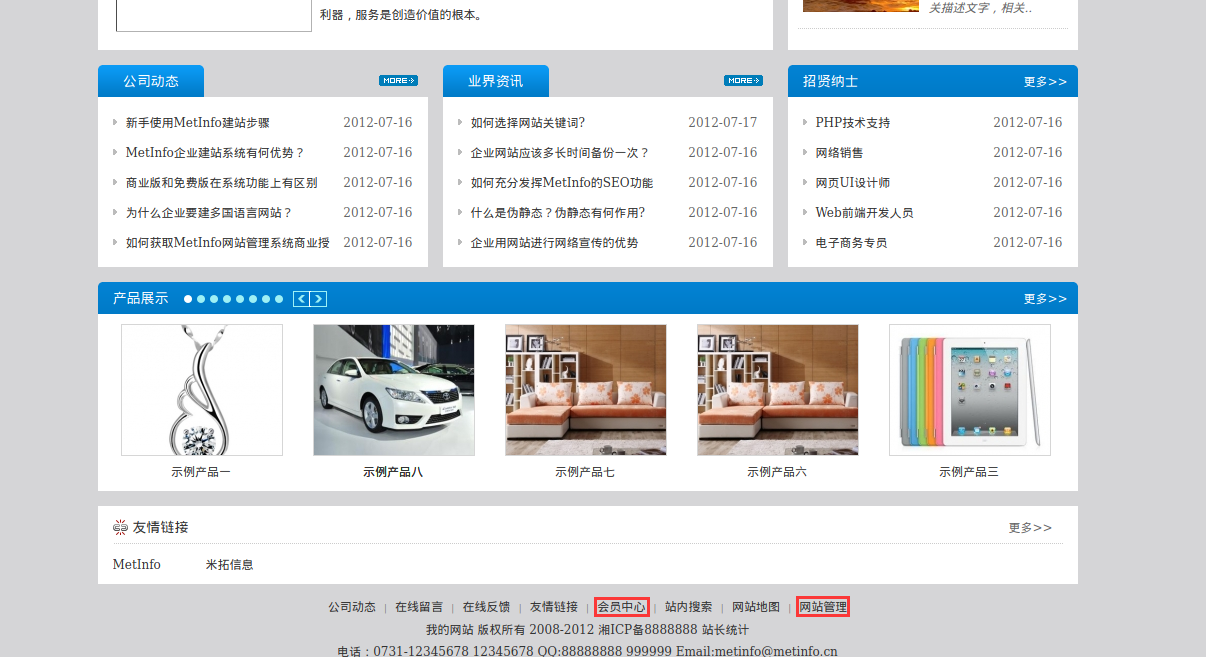 利器，服务是创造价值的根本。
关描述文字，相关..
公司动态 MORE
新手使用MetInfo建站步骤 2012-07-16
MetInfo企业建站系统有何优势？ 2012-07-16
商业版和免费版在系统功能上有区别 2012-07-16
为什么企业要建多国语言网站？ 2012-07-16
如何获取MetInfo网站管理系统商业授 2012-07-16
业界资讯 MORE
如何选择网站关键词? 2012-07-17
企业网站应该多长时间备份一次？ 2012-07-16
如何充分发挥MetInfo的SEO功能 2012-07-16
什么是伪静态？伪静态有何作用? 2012-07-16
企业用网站进行网络宣传的优势 2012-07-16
招贤纳士 更多>>
PHP技术支持 2012-07-16
网络销售 2012-07-16
网页UI设计师 2012-07-16
Web前端开发人员 2012-07-16
电子商务专员 2012-07-16
产品展示 更多>>
示例产品一 示例产品八 示例产品七 示例产品六 示例产品三
友情链接 更多>>
MetInfo 米拓信息
公司动态 | 在线留言 | 在线反馈 | 友情链接 | 会员中心 | 站内搜索 | 网站地图 | 网站管理
我的网站 版权所有 2008-2012 湘ICP备8888888 站长统计
电话：0731-12345678 12345678 QQ:88888888 999999 Email:metinfo@metinfo.cn